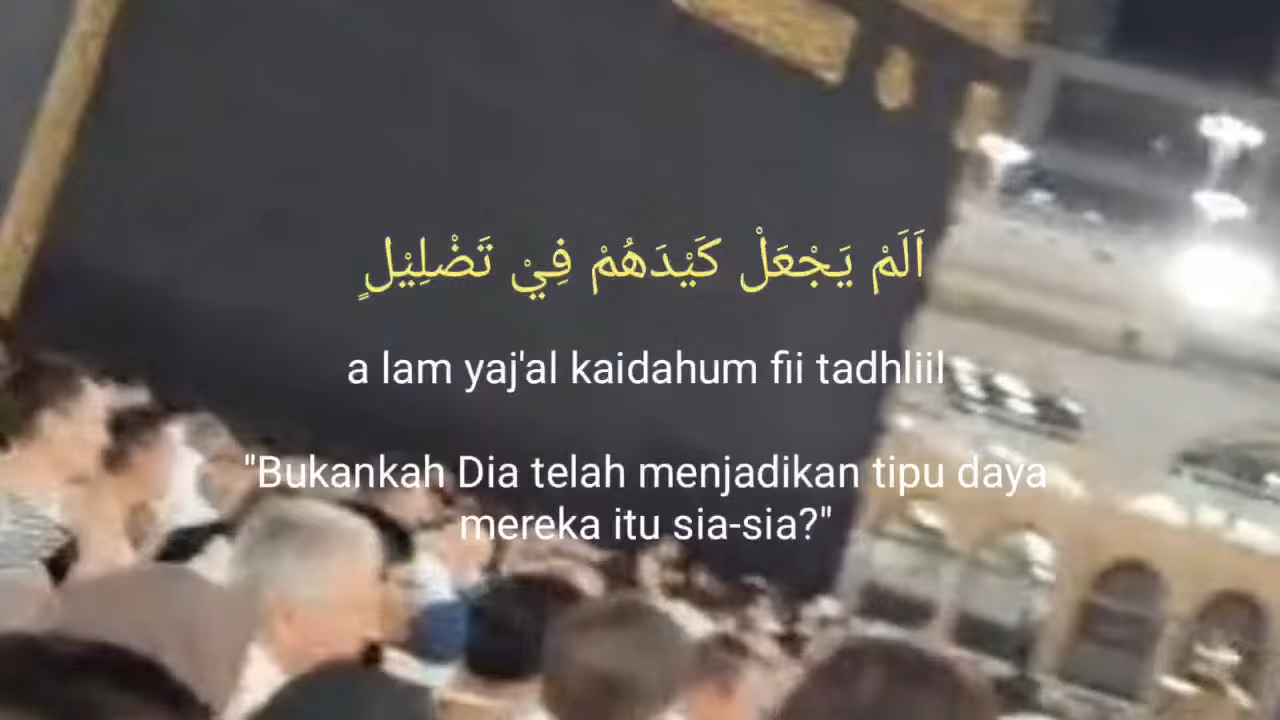 اَلَمْ يَجْعَلْ كَيْدَهُمْ فِيْ تَضْلِيْلٍ
a lam yaj'al kaidahum fii tadhliil
"Bukankah Dia telah menjadikan tipu daya
mereka itu sia-sia?"